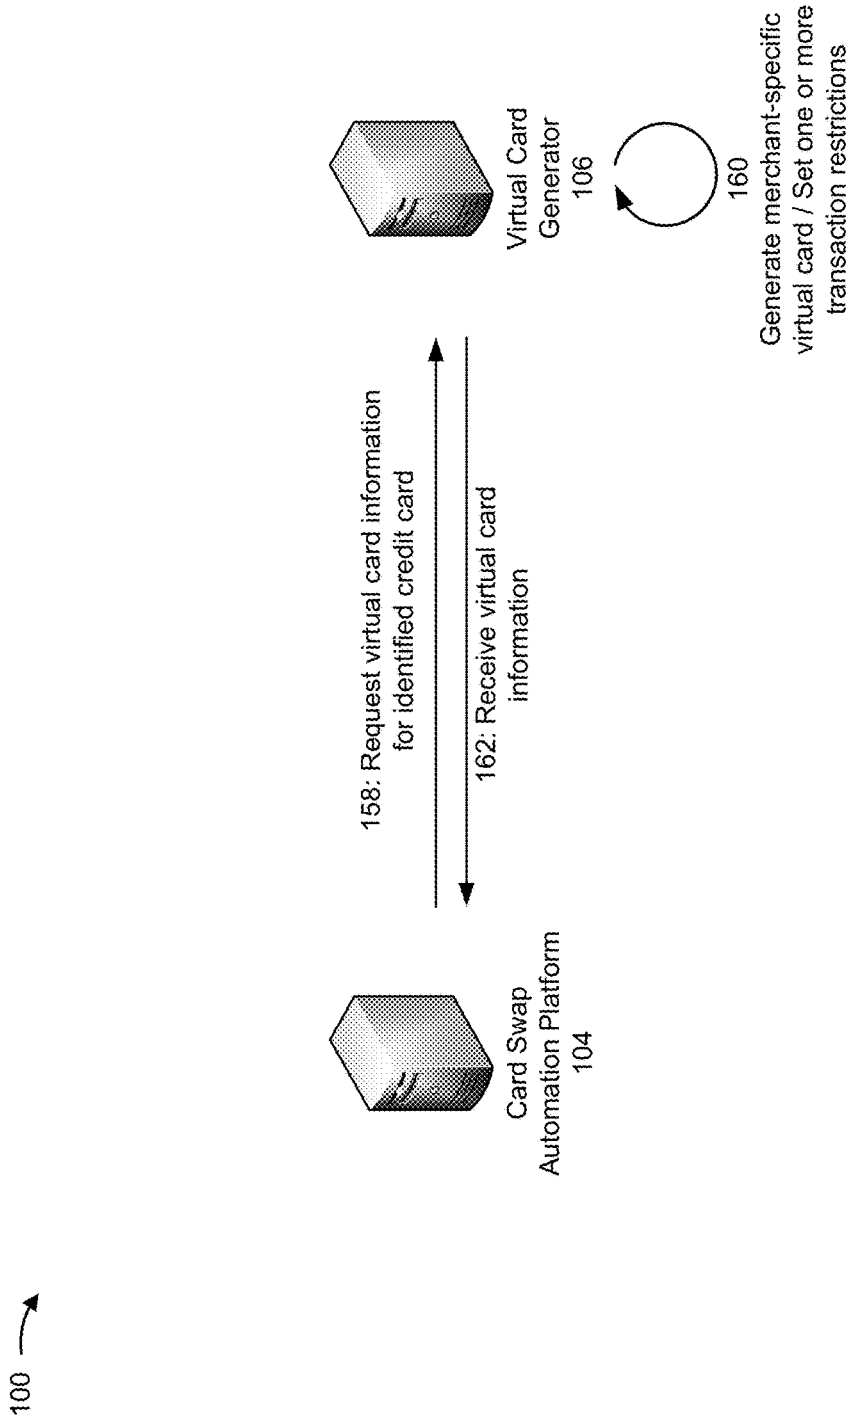 100
158: Request virtual card information
for identified credit card
162: Receive virtual card
information
Card Swap
Automation Platform
104
Virtual Card
Generator
106
160
Generate merchant-specific
virtual card / Set one or more
transaction restrictions